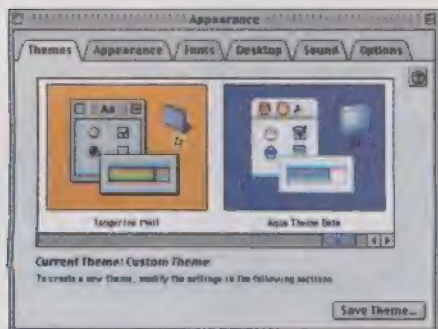 Appearance
Themes Appearance Fonts Desktop Sound Options
Aa A
Tangerine Fusion Aqua Theme Beta
Current Theme: Custom Theme
To create a new theme, modify the settings in the following sections.
Save Theme...